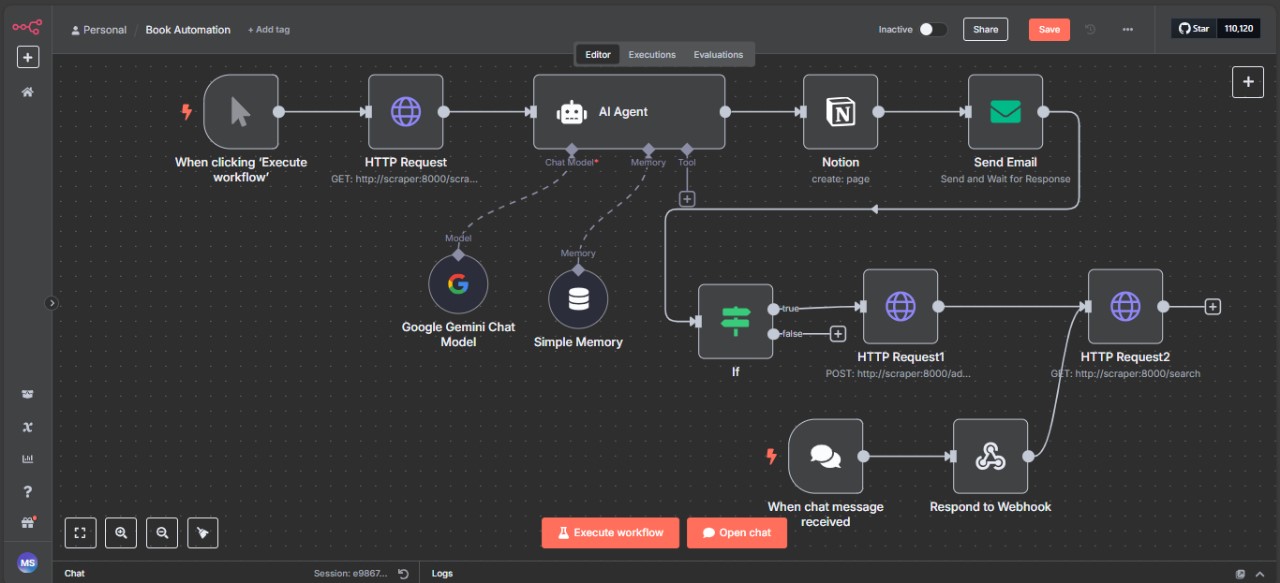 Personal / Book Automation + Add tag
Inactive
Share
Save
Star 110,120
Editor Executions Evaluations
AI Agent
Chat Model*
Memory
Tool
When clicking ‘Execute
workflow’
HTTP Request
GET: http://scraper:8000/scra...
Notion
create: page
Send Email
Send and Wait for Response
Model
Google Gemini Chat
Model
Memory
Simple Memory
true
false
If
HTTP Request1
POST: http://scraper:8000/ad...
HTTP Request2
GET: http://scraper:8000/search
When chat message
received
Respond to Webhook
Execute workflow
Open chat
MS
Chat
Session: e9867...
Logs